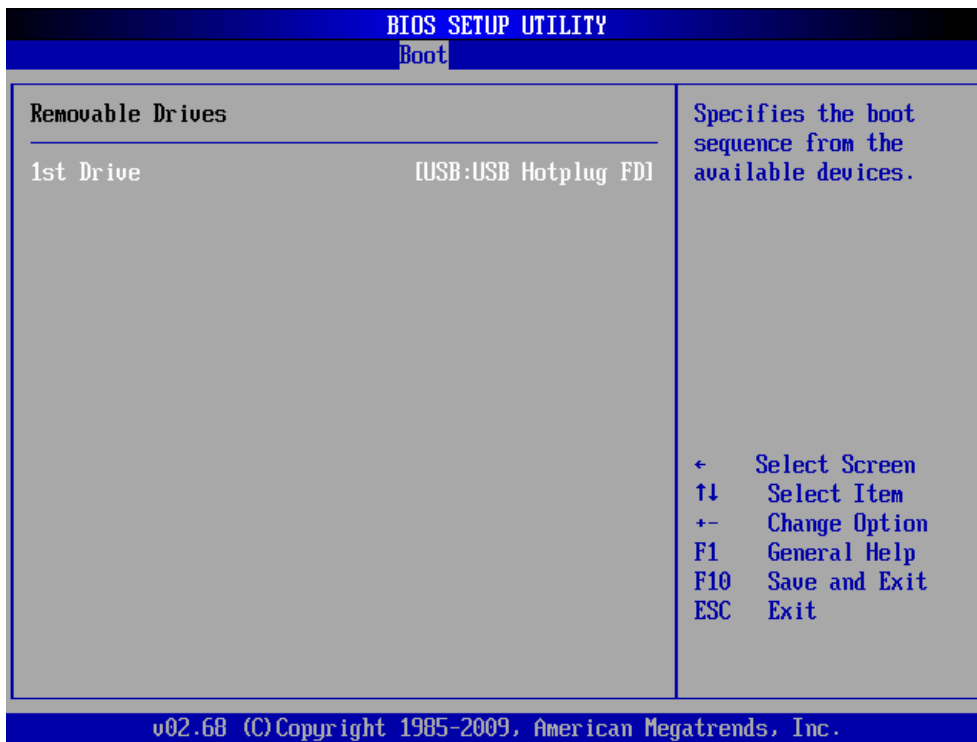 BIOS SETUP UTILITY
Boot
Removable Drives
1st Drive [USB:USB Hotplug FD]
Specifies the boot
sequence from the
available devices.
← Select Screen
↑↓ Select Item
+- Change Option
F1 General Help
F10 Save and Exit
ESC Exit
v02.68 (C)Copyright 1985-2009, American Megatrends, Inc.